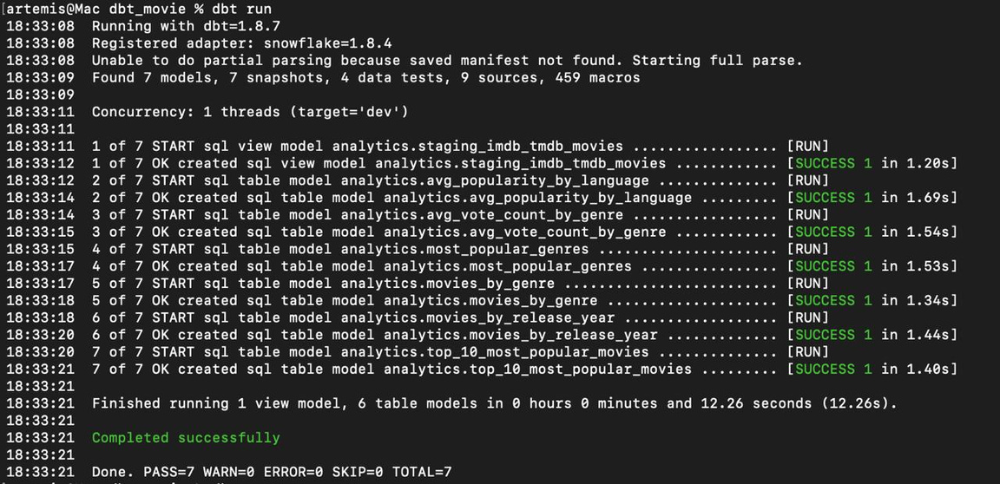 [artemis@Mac dbt_movie % dbt run
18:33:08  Running with dbt=1.8.7
18:33:08  Registered adapter: snowflake=1.8.4
18:33:08  Unable to do partial parsing because saved manifest not found. Starting full parse.
18:33:09  Found 7 models, 7 snapshots, 4 data tests, 9 sources, 459 macros
18:33:09
18:33:11  Concurrency: 1 threads (target='dev')
18:33:11
18:33:11  1 of 7 START sql view model analytics.staging_imdb_tmdb_movies ................. [RUN]
18:33:12  1 of 7 OK created sql view model analytics.staging_imdb_tmdb_movies ............ [SUCCESS 1 in 1.20s]
18:33:12  2 of 7 START sql table model analytics.avg_popularity_by_language .............. [RUN]
18:33:14  2 of 7 OK created sql table model analytics.avg_popularity_by_language ......... [SUCCESS 1 in 1.69s]
18:33:14  3 of 7 START sql table model analytics.avg_vote_count_by_genre ................. [RUN]
18:33:15  3 of 7 OK created sql table model analytics.avg_vote_count_by_genre ............ [SUCCESS 1 in 1.54s]
18:33:15  4 of 7 START sql table model analytics.most_popular_genres ..................... [RUN]
18:33:17  4 of 7 OK created sql table model analytics.most_popular_genres ................ [SUCCESS 1 in 1.53s]
18:33:17  5 of 7 START sql table model analytics.movies_by_genre ......................... [RUN]
18:33:18  5 of 7 OK created sql table model analytics.movies_by_genre .................... [SUCCESS 1 in 1.34s]
18:33:18  6 of 7 START sql table model analytics.movies_by_release_year .................. [RUN]
18:33:20  6 of 7 OK created sql table model analytics.movies_by_release_year ............. [SUCCESS 1 in 1.44s]
18:33:20  7 of 7 START sql table model analytics.top_10_most_popular_movies .............. [RUN]
18:33:21  7 of 7 OK created sql table model analytics.top_10_most_popular_movies ......... [SUCCESS 1 in 1.40s]
18:33:21
18:33:21  Finished running 1 view model, 6 table models in 0 hours 0 minutes and 12.26 seconds (12.26s).
18:33:21
18:33:21  Completed successfully
18:33:21
18:33:21  Done. PASS=7 WARN=0 ERROR=0 SKIP=0 TOTAL=7